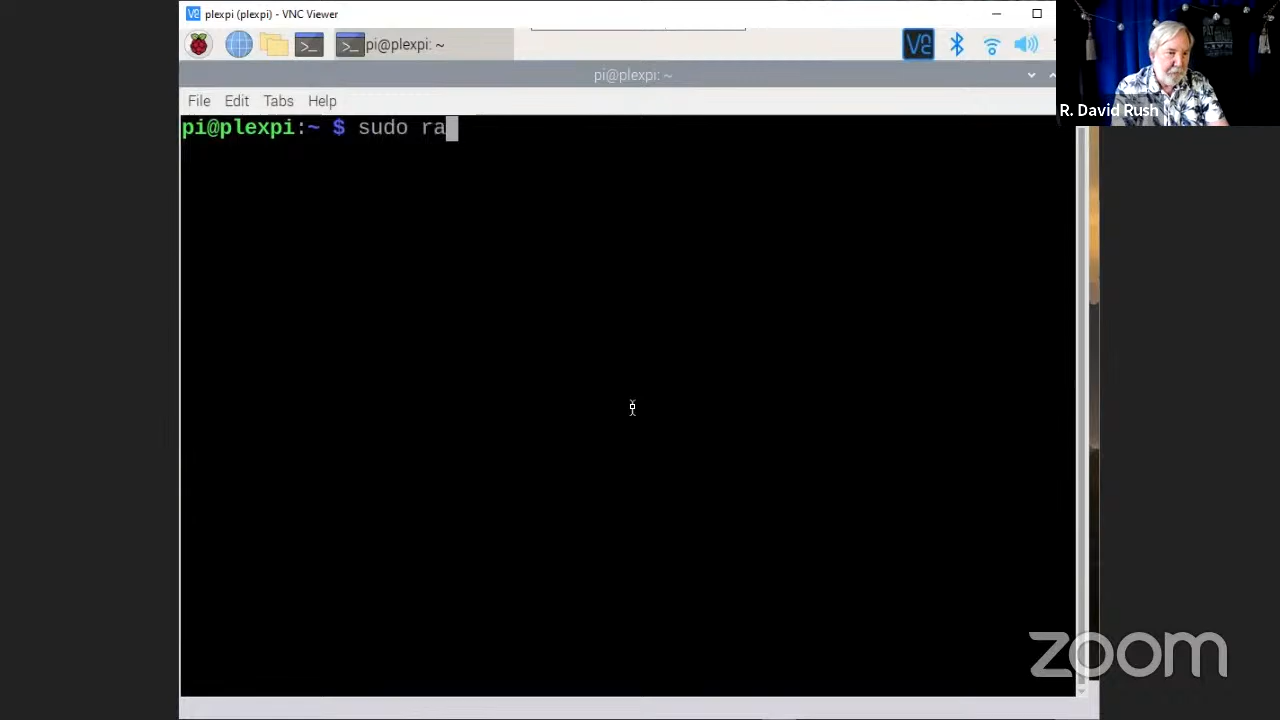 plexpi (plexpi) - VNC Viewer
pi@plexpi: ~
pi@plexpi: ~
File Edit Tabs Help
pi@plexpi:~ $ sudo ra
R. David Rush
zoom